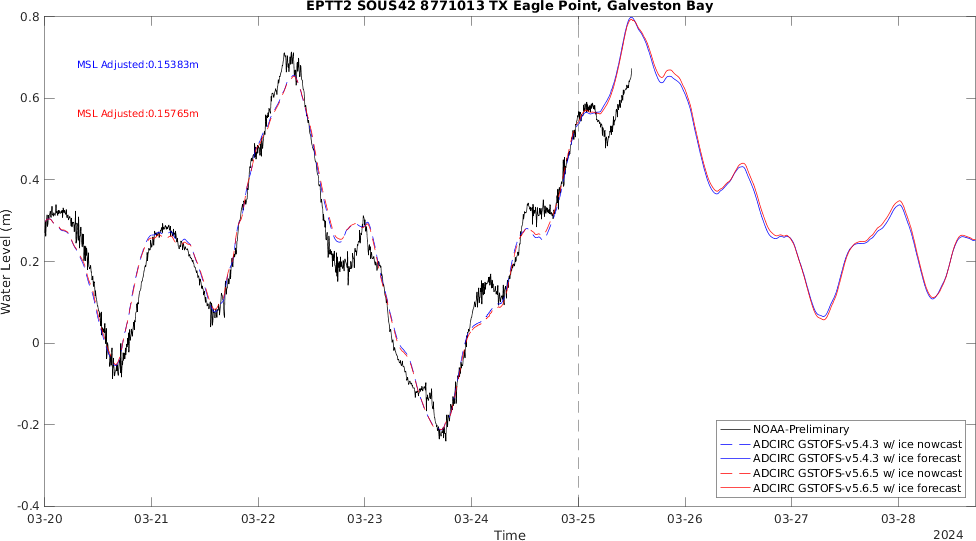 EPTT2 SOUS42 8771013 TX Eagle Point, Galveston Bay
0.8
MSL Adjusted:0.15383m
0.6
MSL Adjusted:0.15765m
0.4
0.2
0
-0.2
-0.4
Water Level (m)
NOAA-Preliminary
ADCIRC GSTOFS-v5.4.3 w/ ice nowcast
ADCIRC GSTOFS-v5.4.3 w/ ice forecast
ADCIRC GSTOFS-v5.6.5 w/ ice nowcast
ADCIRC GSTOFS-v5.6.5 w/ ice forecast
03-20 03-21 03-22 03-23 03-24 03-25 03-26 03-27 03-28
Time
2024